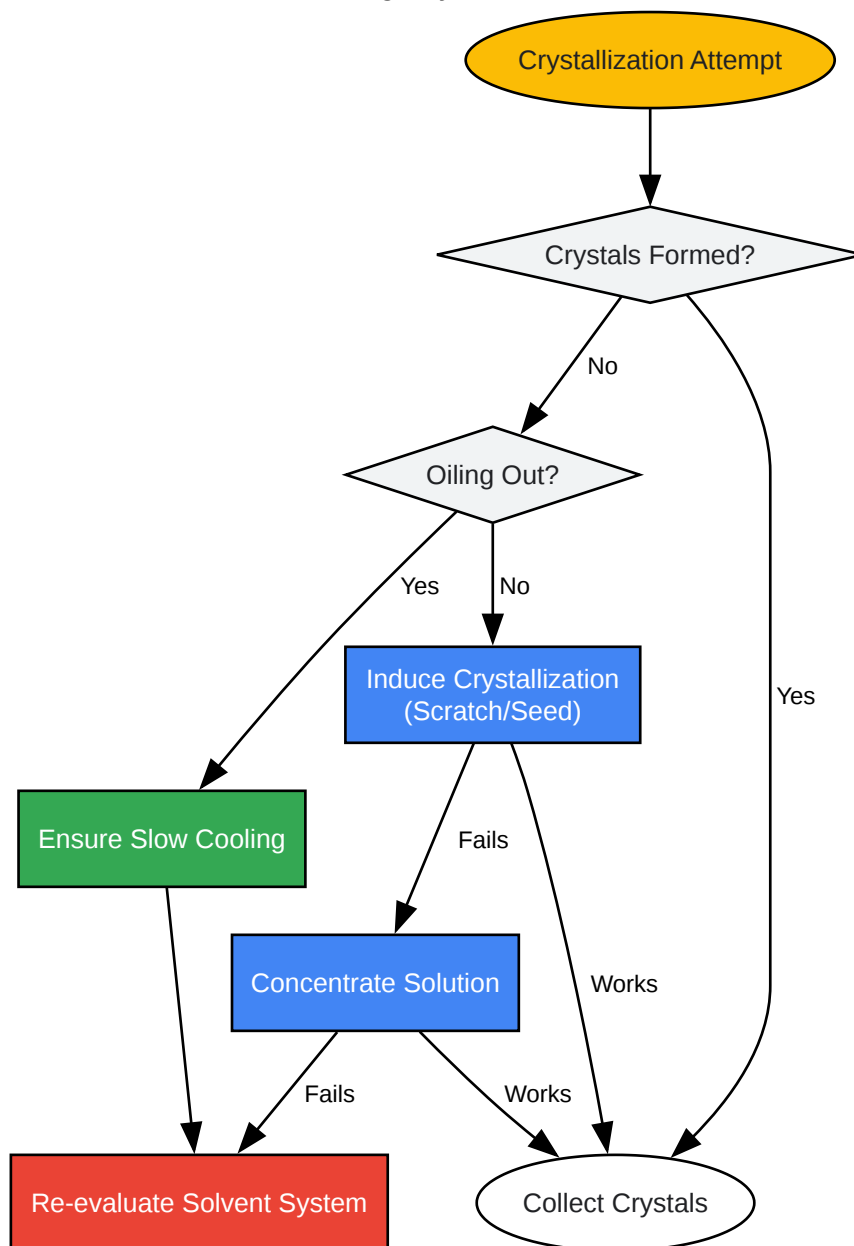 Crystallization Attempt
Crystals Formed?
No
Oiling Out?
Yes
No
Induce Crystallization
(Scratch/Seed)
Yes
Ensure Slow Cooling
Fails
Concentrate Solution
Works
Fails
Works
Re-evaluate Solvent System
Collect Crystals